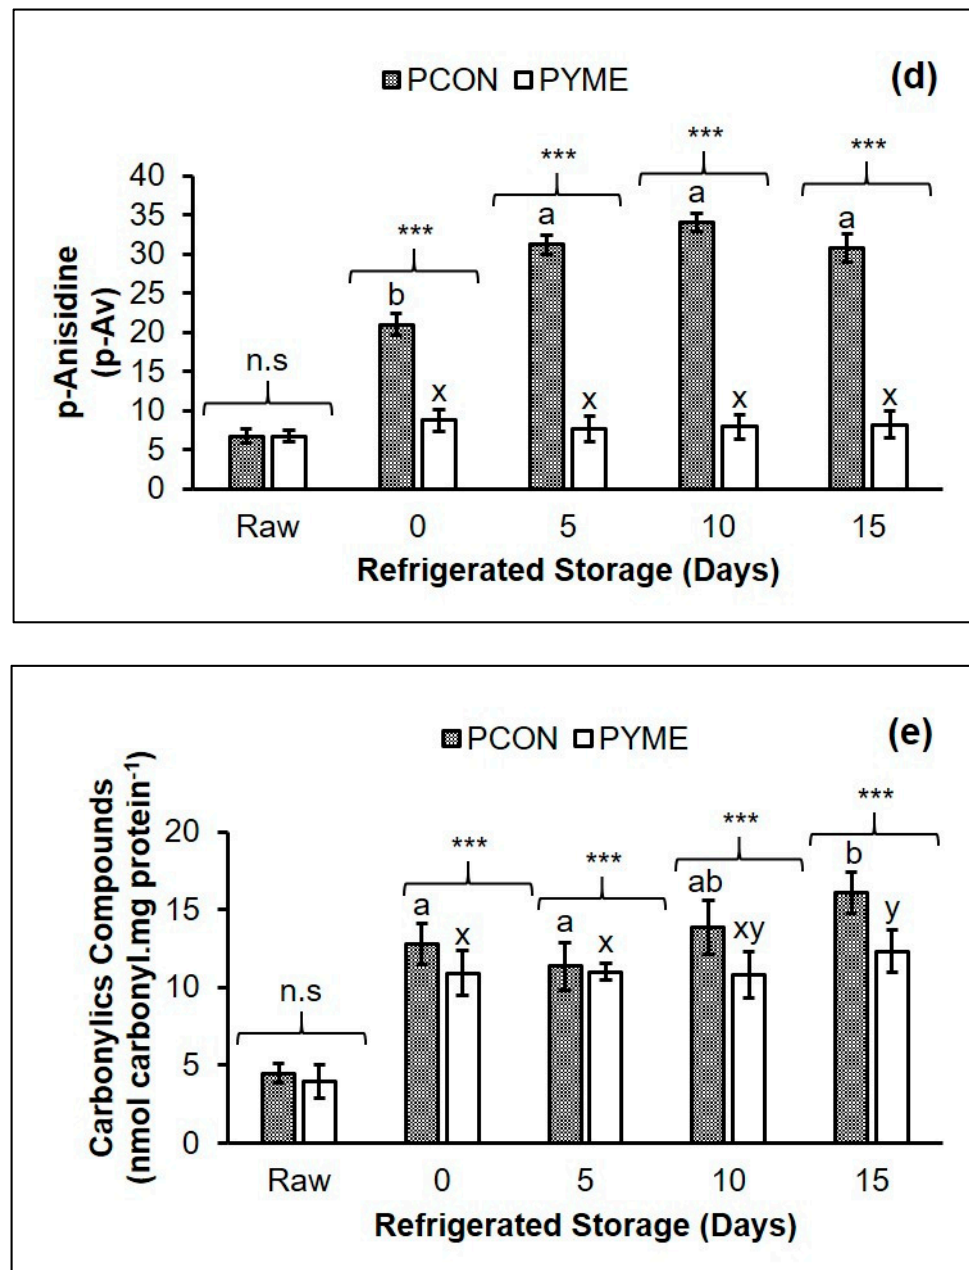 PCON PYME
(d)
***
***
***
***
n.s
a
a
a
b
x
x
x
x
40
35
30
25
20
15
10
5
0
p-Anisidine
(p-Av)
Raw 0 5 10 15
Refrigerated Storage (Days)
PCON PYME
(e)
***
***
***
***
n.s
a
x
a
x
ab
xy
b
y
20
15
10
5
0
Carbonylics Compounds
(nmol carbonyl.mg protein⁻¹)
Raw 0 5 10 15
Refrigerated Storage (Days)